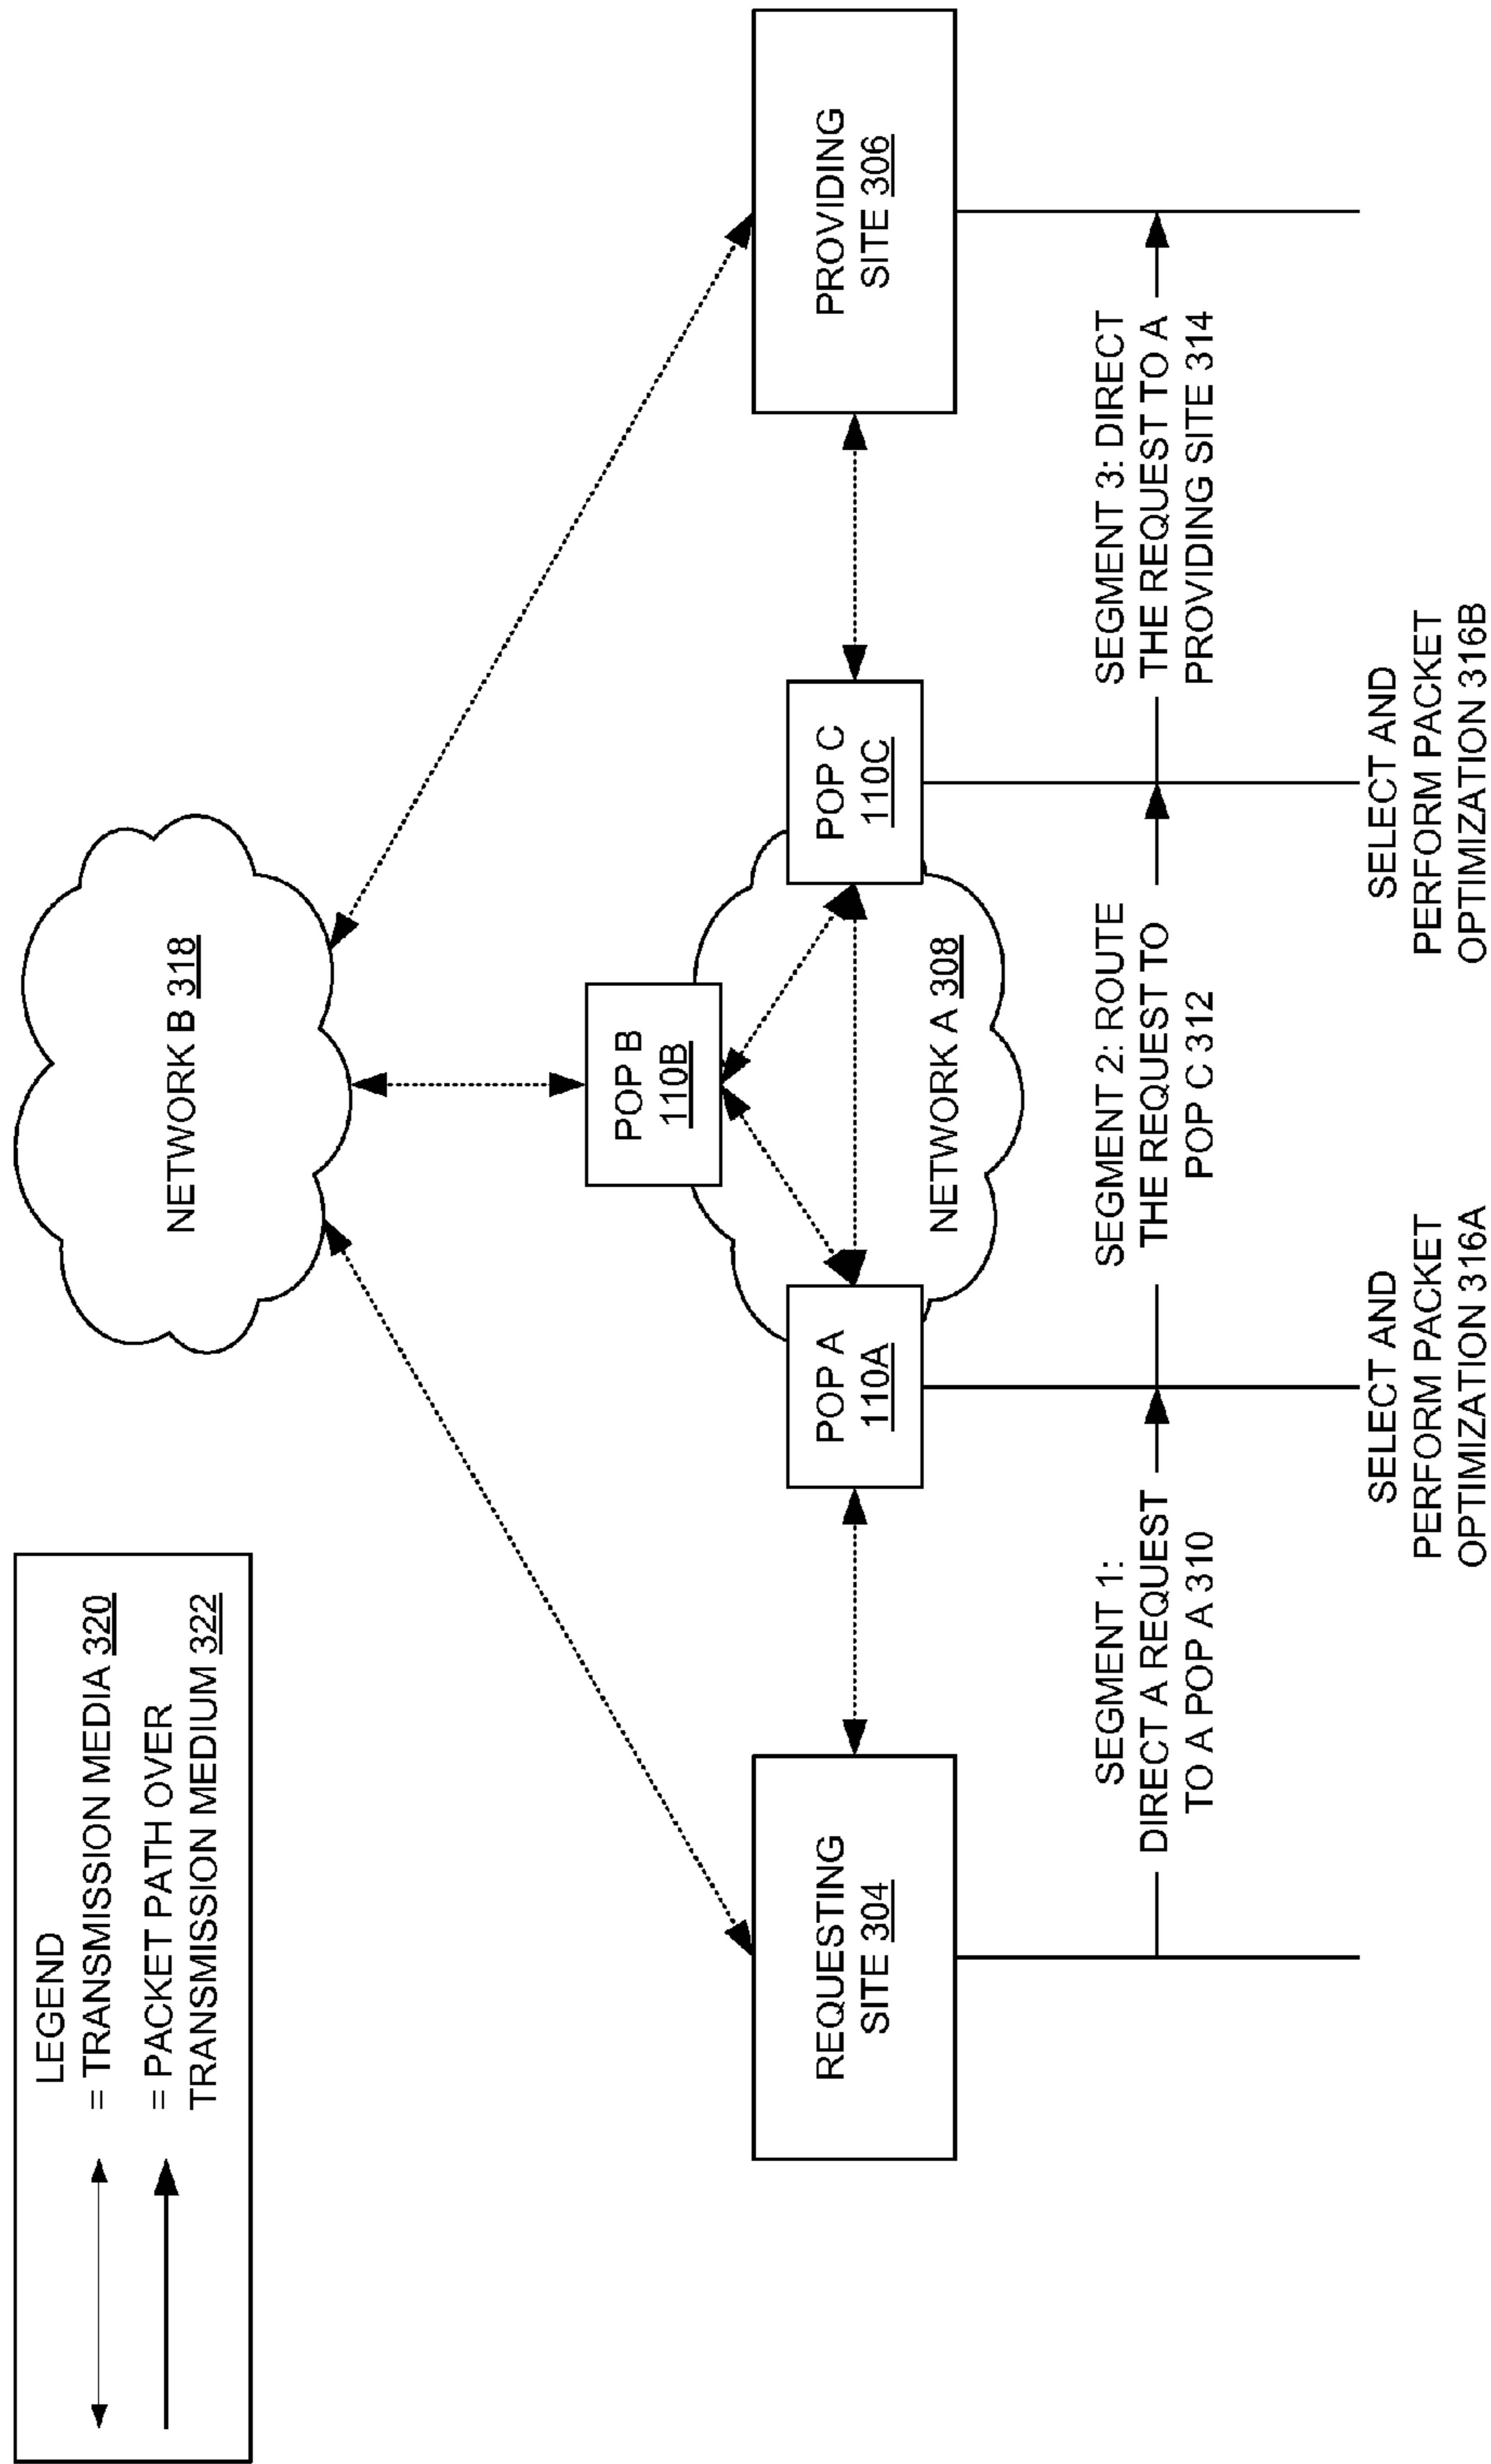 LEGEND
= TRANSMISSION MEDIA 320
= PACKET PATH OVER
TRANSMISSION MEDIUM 322
NETWORK B 318
POP B
110B
NETWORK A 308
REQUESTING
SITE 304
POP A
110A
POP C
110C
PROVIDING
SITE 306
SEGMENT 1:
DIRECT A REQUEST
TO A POP A 310
SEGMENT 2: ROUTE
THE REQUEST TO
POP C 312
SEGMENT 3: DIRECT
THE REQUEST TO A
PROVIDING SITE 314
SELECT AND
PERFORM PACKET
OPTIMIZATION 316A
SELECT AND
PERFORM PACKET
OPTIMIZATION 316B